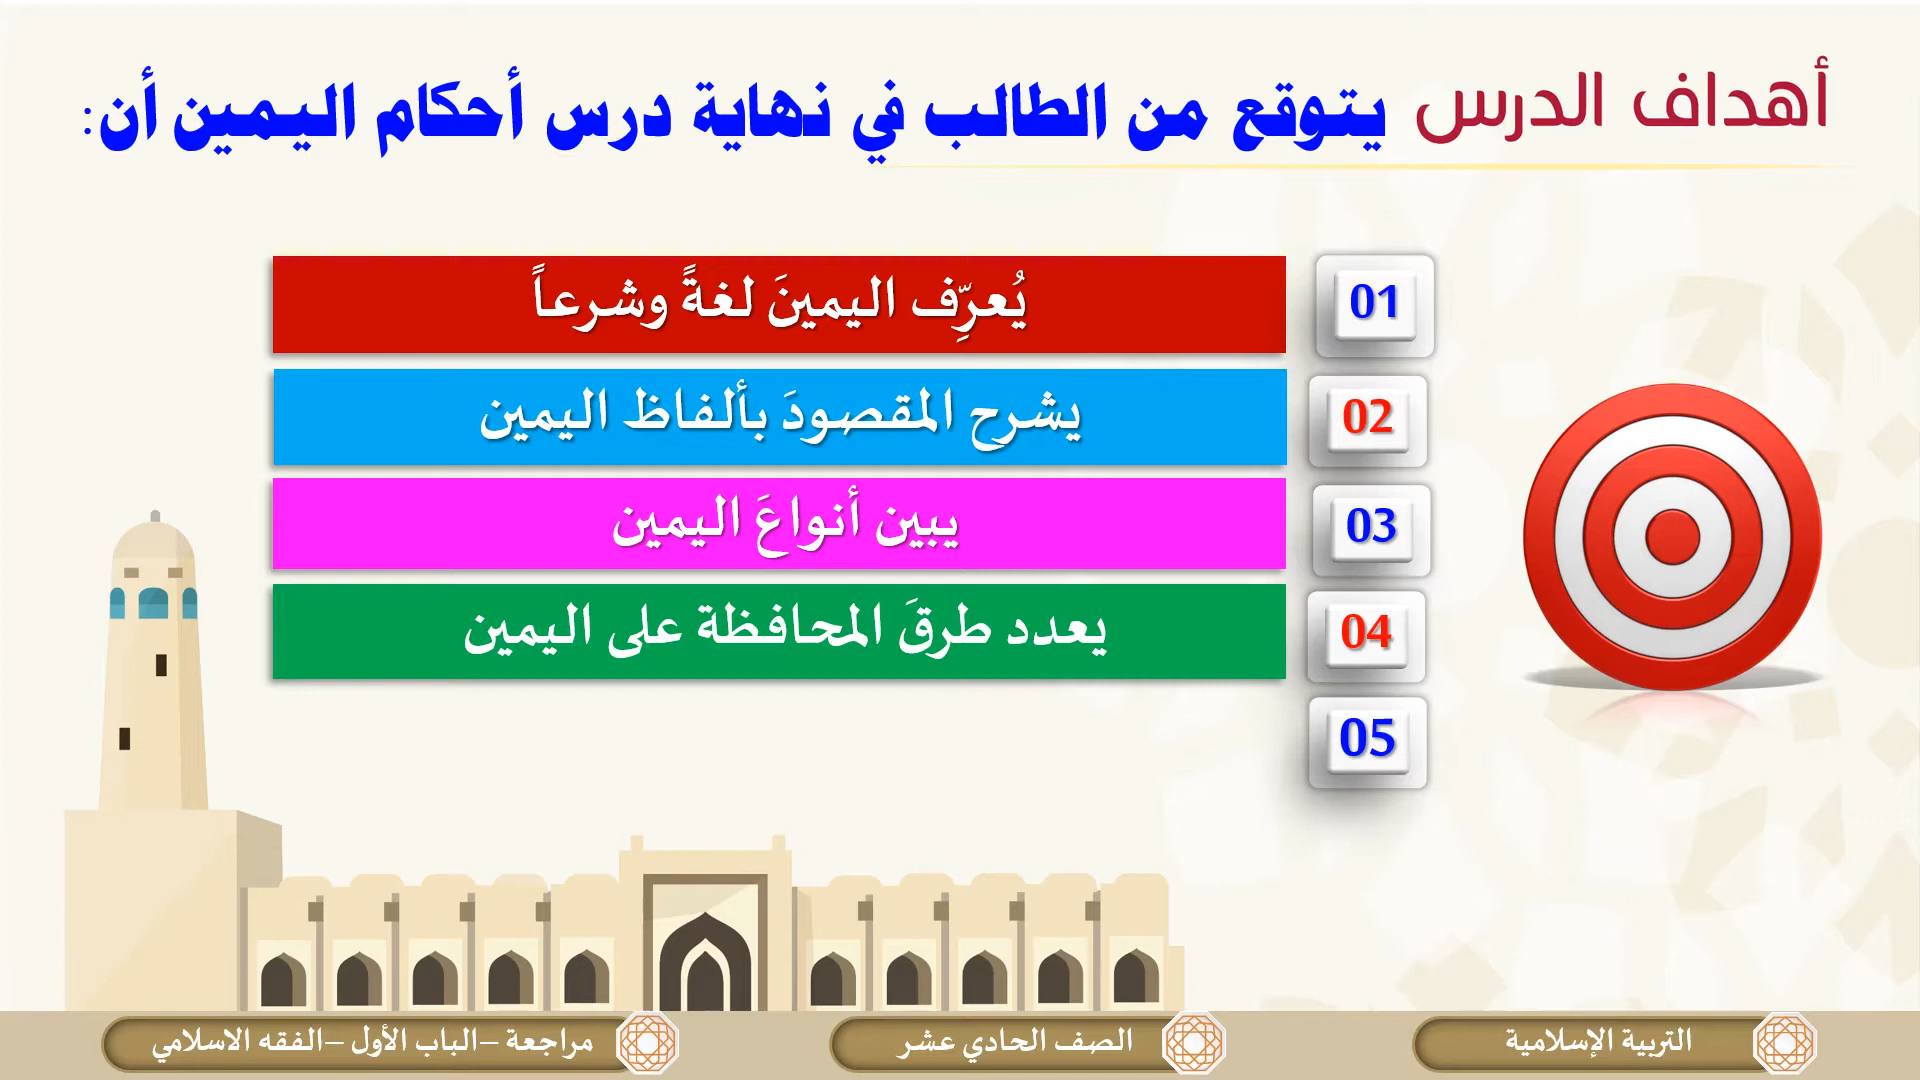 أهداف الدرس يتوقع من الطالب في نهاية درس أحكام اليمين أن:
01 يُعرِّف اليمينَ لغةً وشرعاً
02 يشرح المقصودَ بألفاظ اليمين
03 يبين أنواعَ اليمين
04 يعدد طرقَ المحافظة على اليمين
05
التربية الإسلامية
الصف الحادي عشر
مراجعة –الباب الأول –الفقه الاسلامي